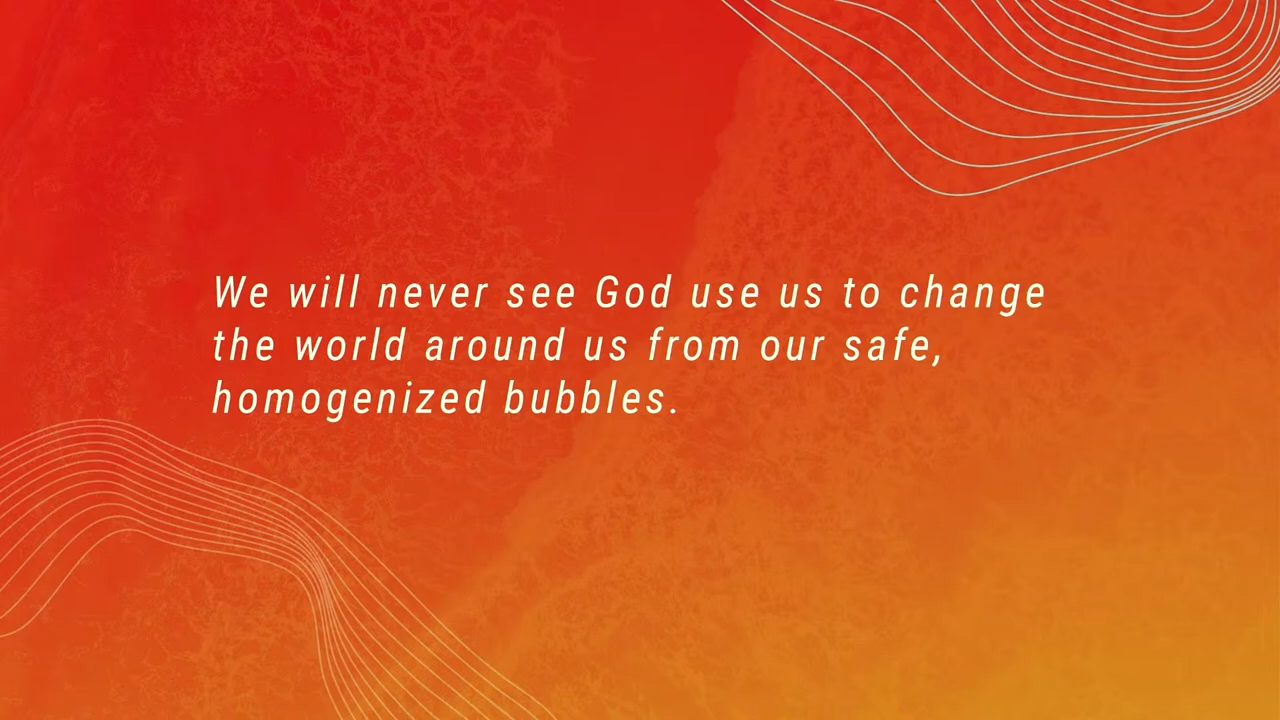 We will never see God use us to change
the world around us from our safe,
homogenized bubbles.